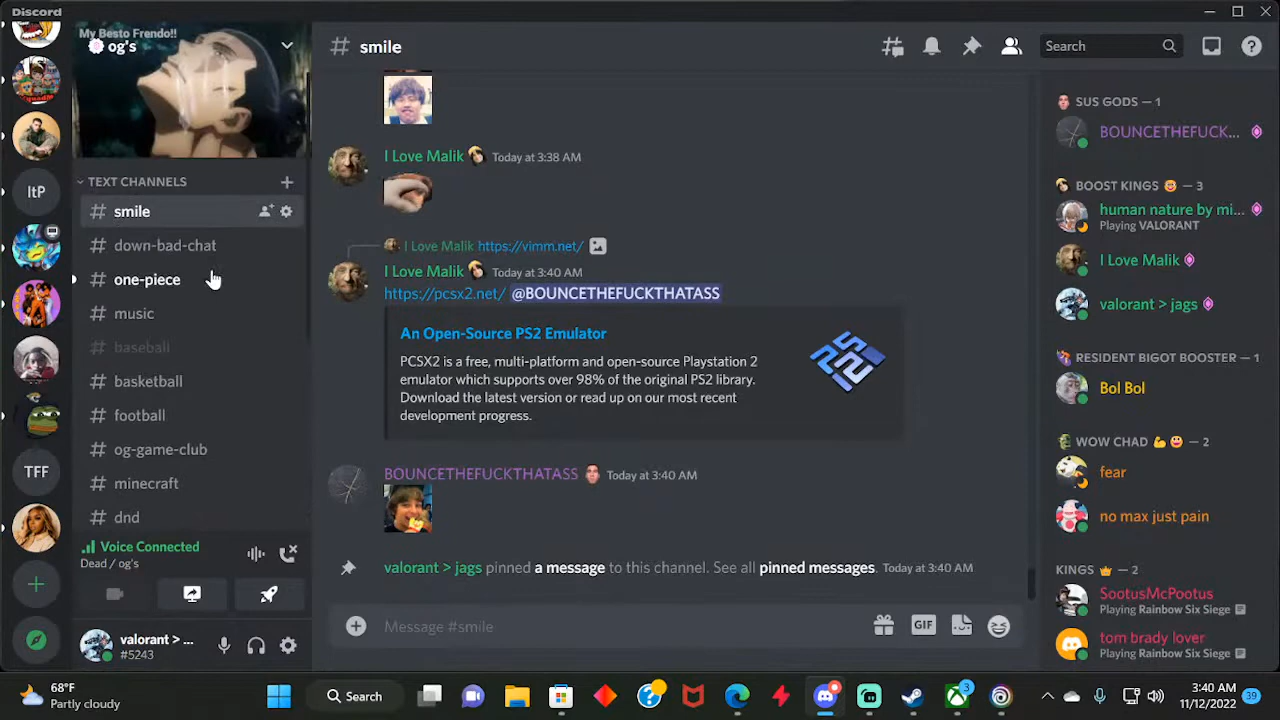 Discord
My Besto Frendo!!
og's
smile
Search
TEXT CHANNELS
smile
down-bad-chat
one-piece
music
baseball
basketball
football
og-game-club
minecraft
dnd
Voice Connected
Dead / og's
valorant > ...
#5243
ItP
TFF
I Love Malik Today at 3:38 AM
I Love Malik https://vimm.net/
I Love Malik Today at 3:40 AM
https://pcsx2.net/ @BOUNCETHEFUCKTHATASS
An Open-Source PS2 Emulator
PCSX2 is a free, multi-platform and open-source Playstation 2
emulator which supports over 98% of the original PS2 library.
Download the latest version or read up on our most recent
development progress.
BOUNCETHEFUCKTHATASS Today at 3:40 AM
valorant > jags pinned a message to this channel. See all pinned messages. Today at 3:40 AM
Message #smile
GIF
SUS GODS — 1
BOUNCETHEFUCK...
BOOST KINGS — 3
human nature by mi...
Playing VALORANT
I Love Malik
valorant > jags
RESIDENT BIGOT BOOSTER — 1
Bol Bol
WOW CHAD — 2
fear
no max just pain
KINGS — 2
SootusMcPootus
Playing Rainbow Six Siege
tom brady lover
Playing Rainbow Six Siege
68°F
Partly cloudy
Search
3
3:40 AM
11/12/2022
39